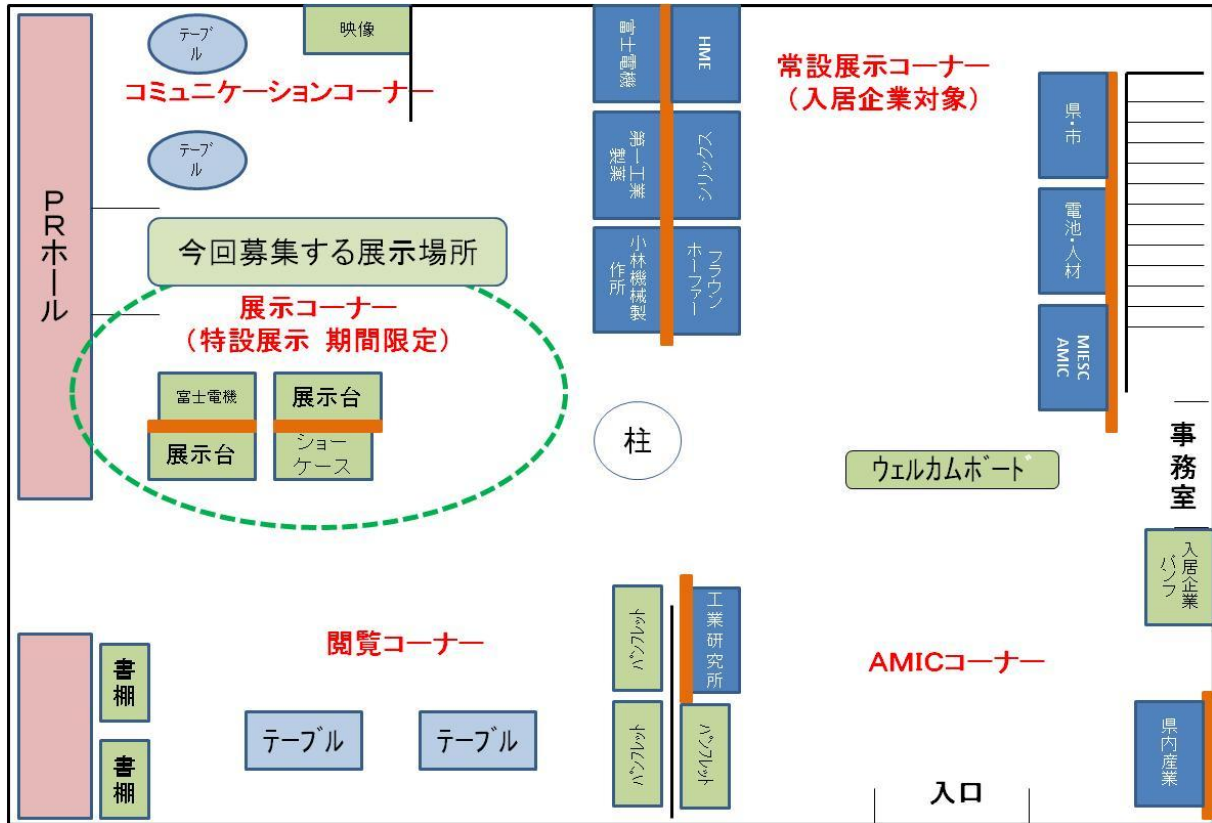 テーブ
ル
映像
コミュニケーションコーナー
テーブ
ル
PRホール
今回募集する展示場所
展示コーナー
(特設展示 期間限定)
富士電機
展示台
展示台
ショー
ケース
富士電機
HME
第一工業
製薬
シリックス
小林機械製
作所
フラウン
ホーファー
常設展示コーナー
(入居企業対象)
県・市
電池・人材
MIESC
AMIC
柱
ウェルカムボード
事務室
入居企業
パンフ
閲覧コーナー
書棚
書棚
テーブル
テーブル
パンフレット
パンフレット
工業研究所
パンフレット
AMICコーナー
県内産業
入口